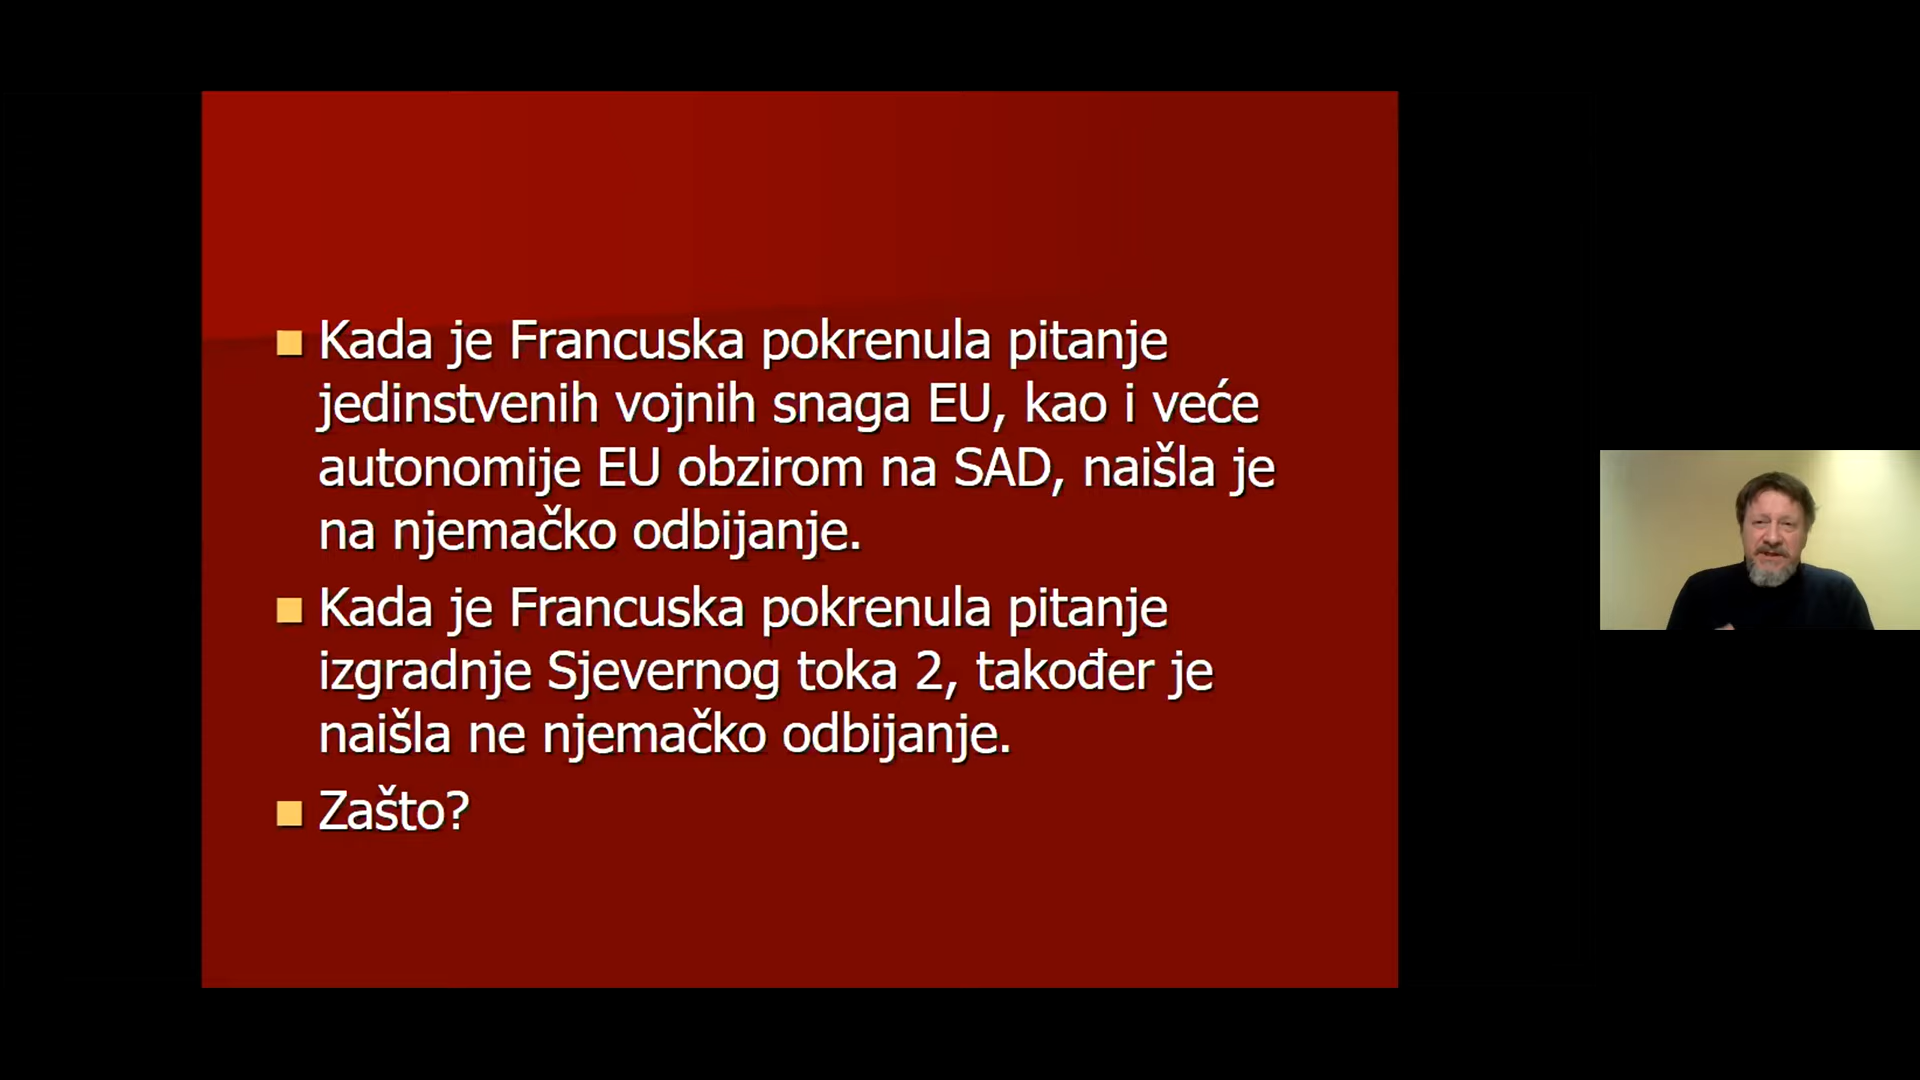 Kada je Francuska pokrenula pitanje
jedinstvenih vojnih snaga EU, kao i veće
autonomije EU obzirom na SAD, naišla je
na njemačko odbijanje.
Kada je Francuska pokrenula pitanje
izgradnje Sjevernog toka 2, također je
naišla ne njemačko odbijanje.
Zašto?